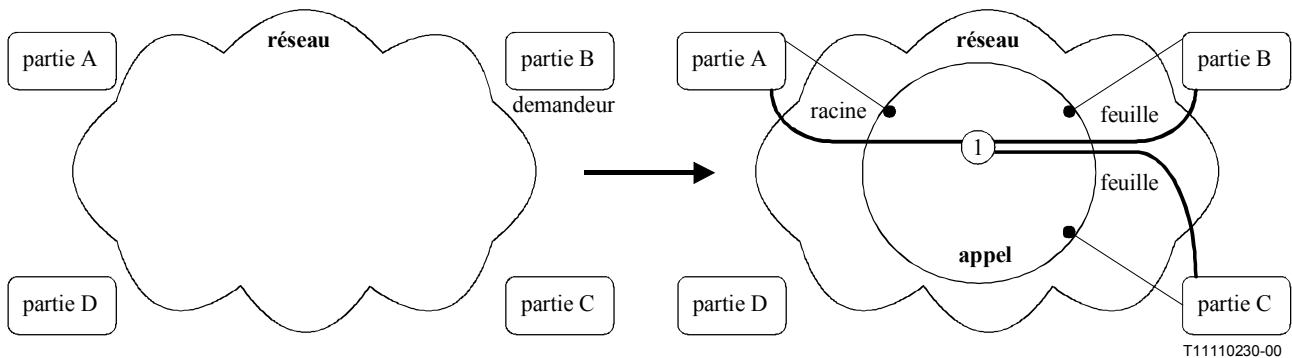 réseau
partie A
partie B
demandeur
partie D
partie C
réseau
partie A
partie B
racine
feuille
1
feuille
appel
partie D
partie C
T11110230-00